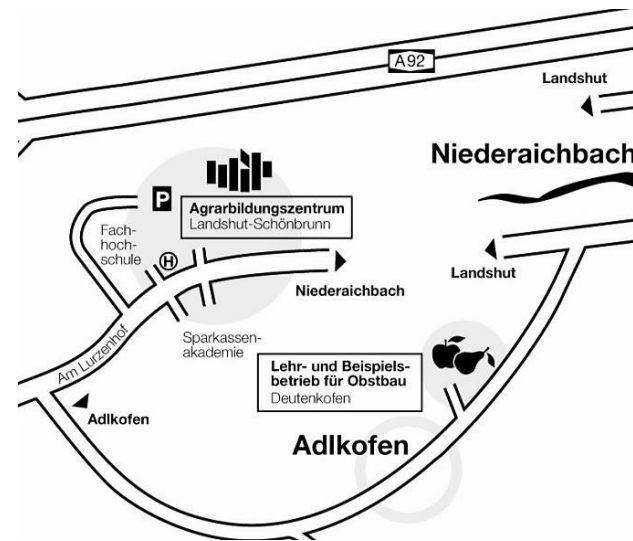 A92
Landshut
Niederaichbach
P
Agrarbildungszentrum
Landshut-Schönbrunn
Fach-
hoch-
schule
H
Landshut
Niederaichbach
Sparkassen-
akademie
Am Lurzenhof
Lehr- und Beispiels-
betrieb für Obstbau
Deutenkofen
Adlkofen
Adlkofen